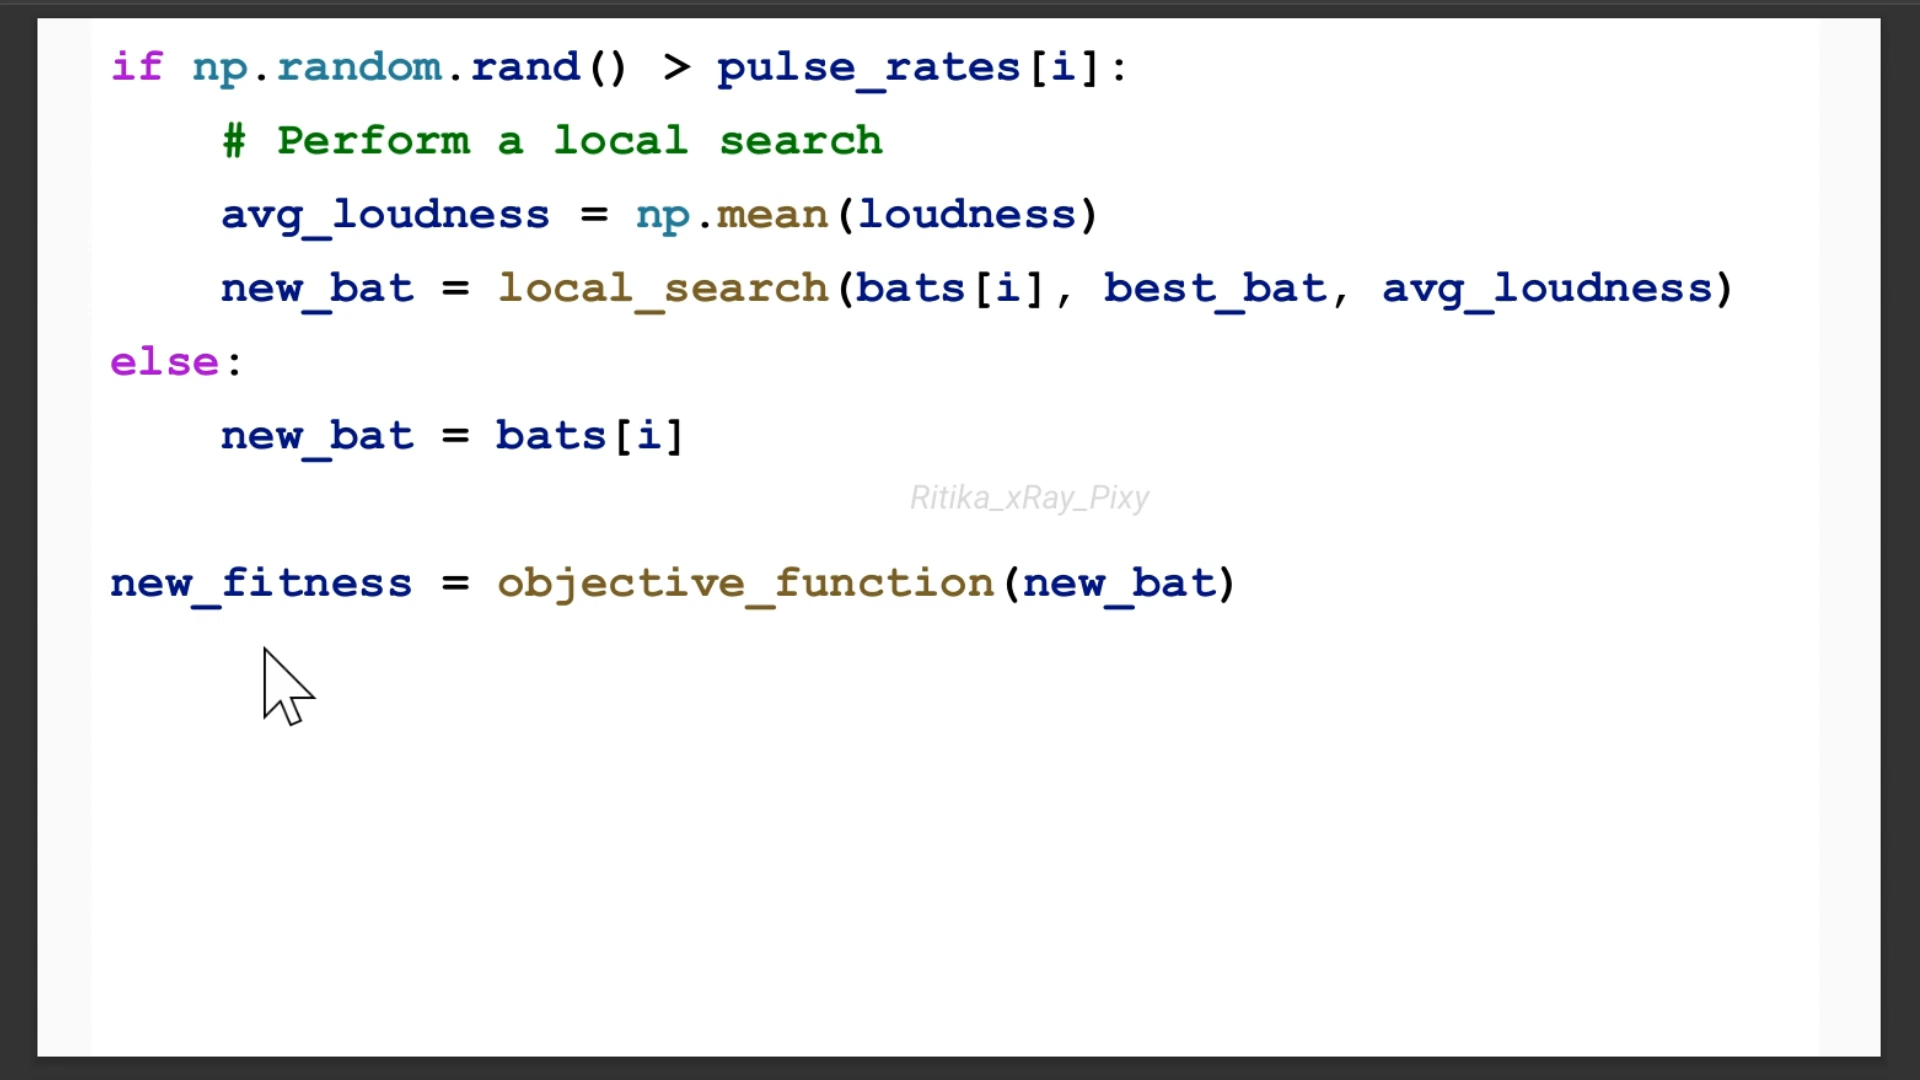 if np.random.rand() > pulse_rates[i]:
    # Perform a local search
    avg_loudness = np.mean(loudness)
    new_bat = local_search(bats[i], best_bat, avg_loudness)
else:
    new_bat = bats[i]
Ritika_xRay_Pixy
new_fitness = objective_function(new_bat)